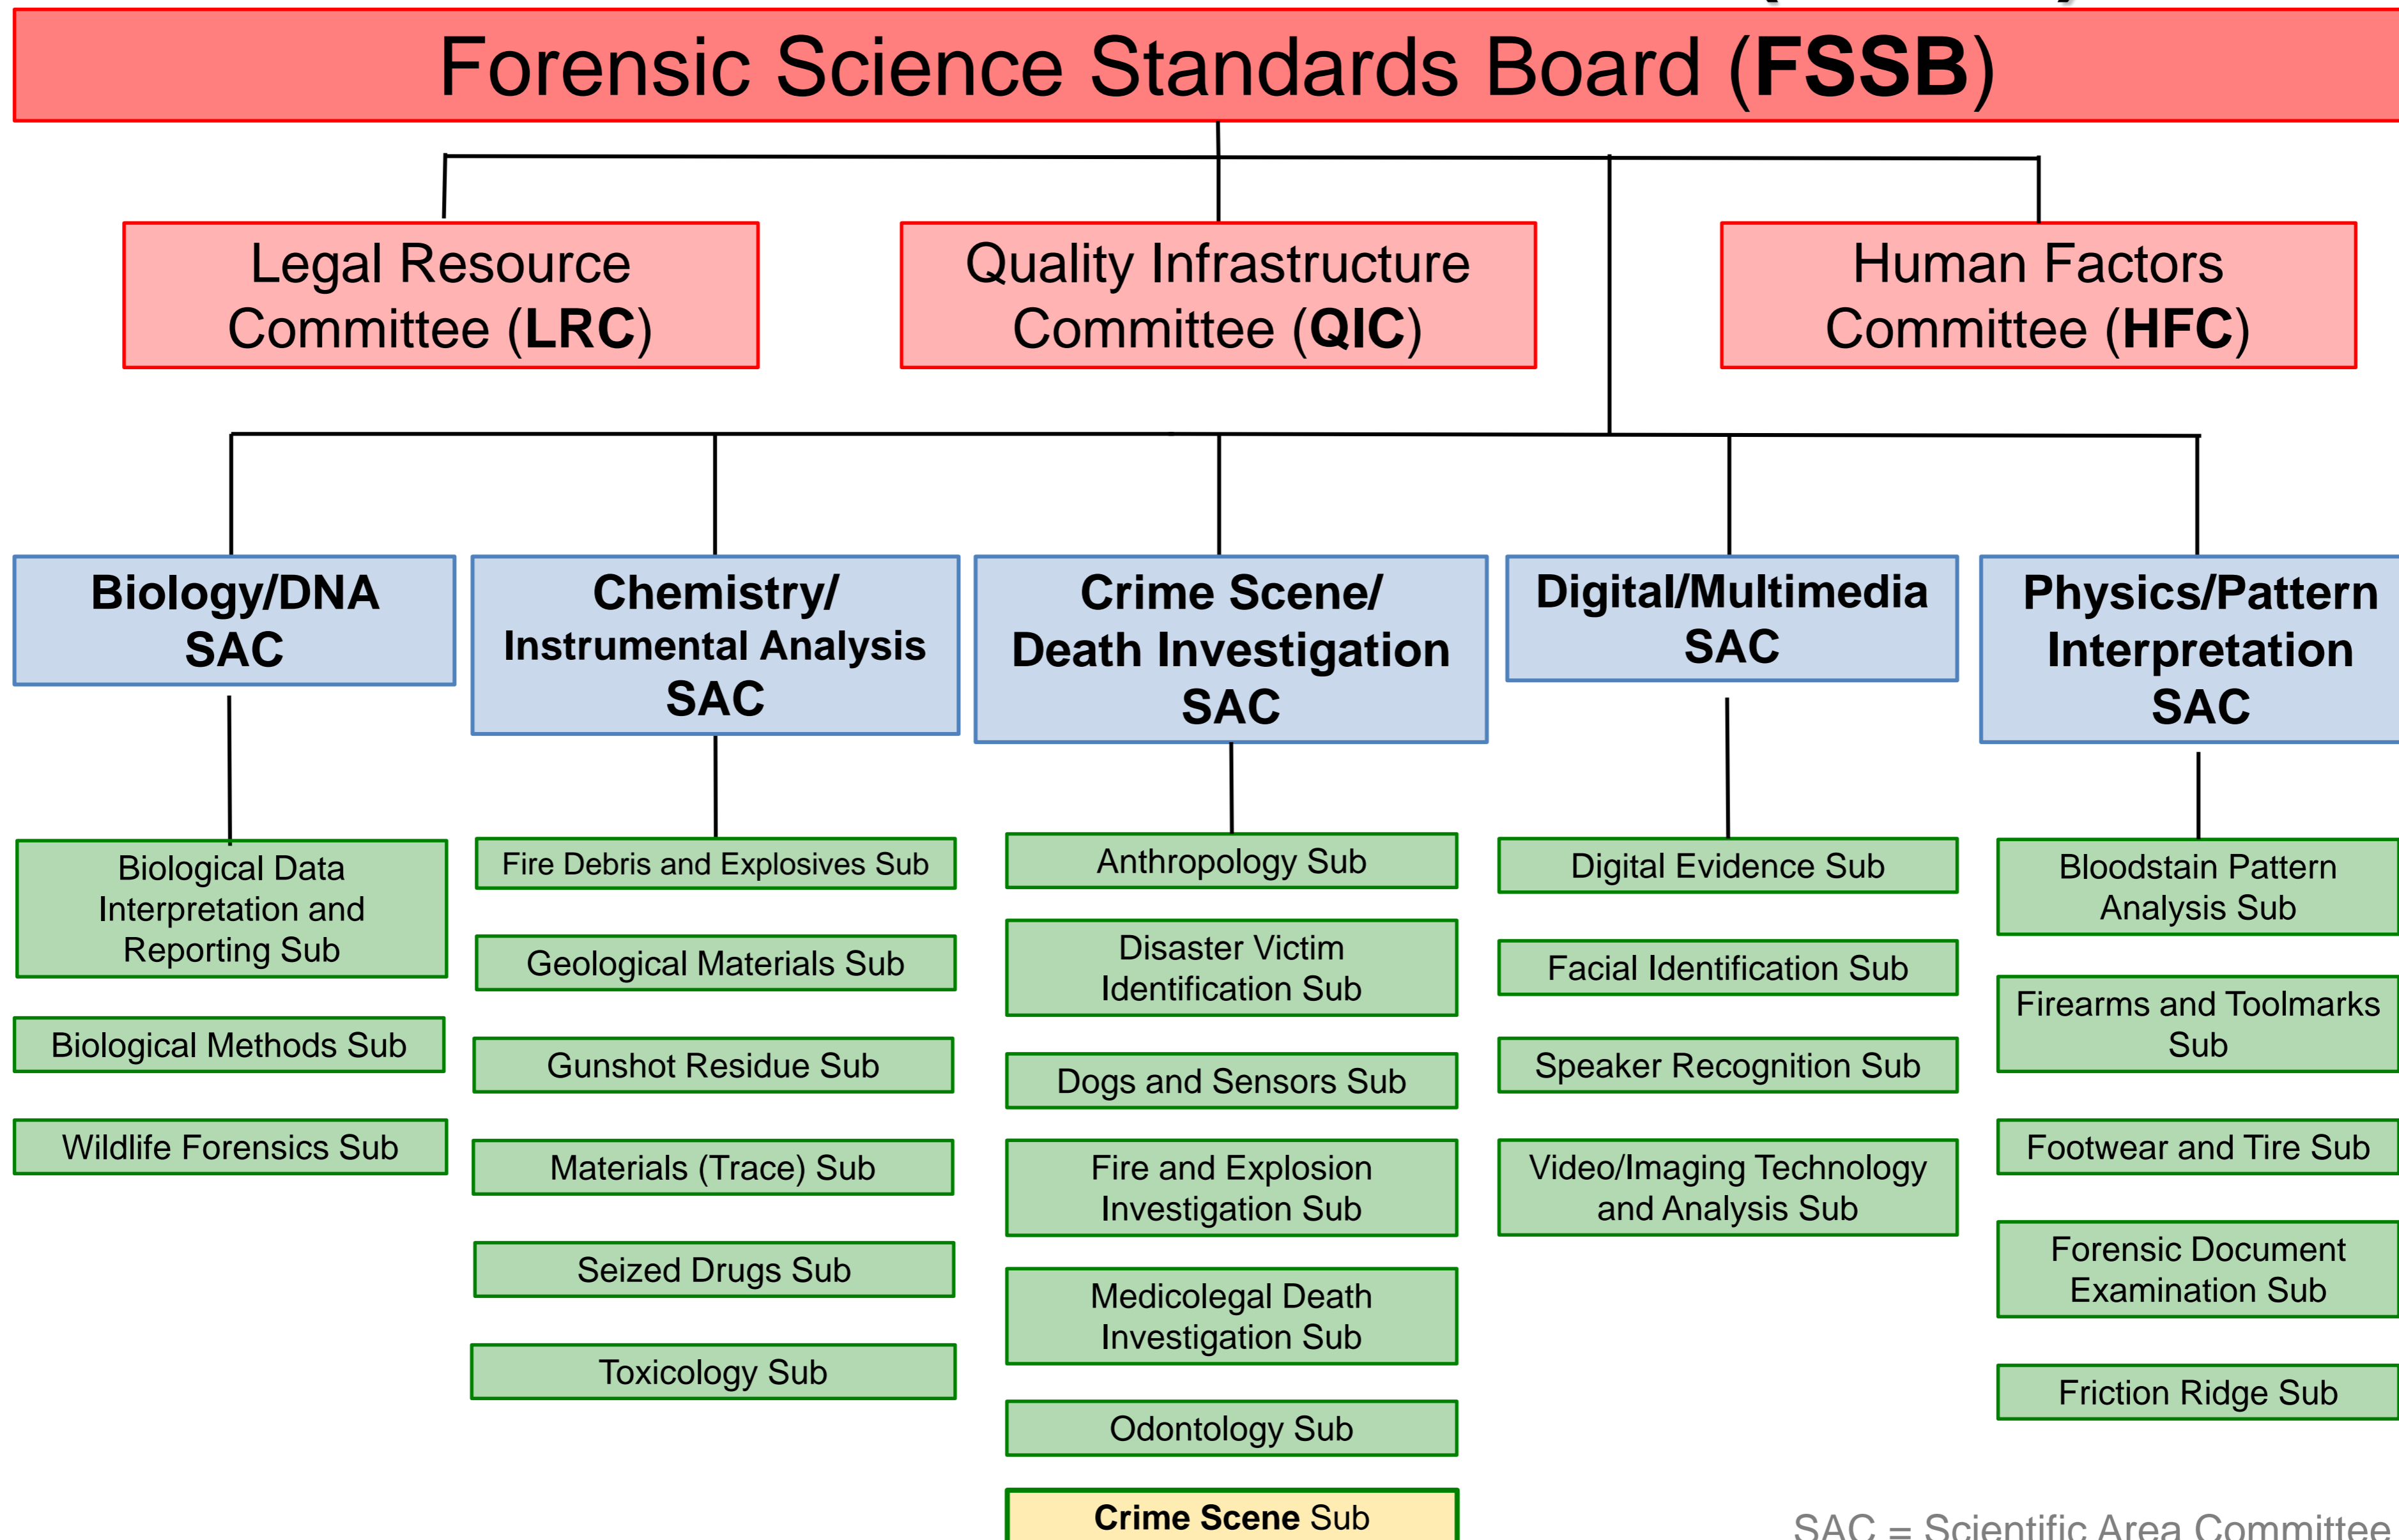 Forensic Science Standards Board (FSSB)
Legal Resource
Committee (LRC)
Quality Infrastructure
Committee (QIC)
Human Factors
Committee (HFC)
Biology/DNA
SAC
Chemistry/
Instrumental Analysis
SAC
Crime Scene/
Death Investigation
SAC
Digital/Multimedia
SAC
Physics/Pattern
Interpretation
SAC
Biological Data
Interpretation and
Reporting Sub
Biological Methods Sub
Wildlife Forensics Sub
Fire Debris and Explosives Sub
Geological Materials Sub
Gunshot Residue Sub
Materials (Trace) Sub
Seized Drugs Sub
Toxicology Sub
Anthropology Sub
Disaster Victim
Identification Sub
Dogs and Sensors Sub
Fire and Explosion
Investigation Sub
Medicolegal Death
Investigation Sub
Odontology Sub
Crime Scene Sub
Digital Evidence Sub
Facial Identification Sub
Speaker Recognition Sub
Video/Imaging Technology
and Analysis Sub
Bloodstain Pattern
Analysis Sub
Firearms and Toolmarks
Sub
Footwear and Tire Sub
Forensic Document
Examination Sub
Friction Ridge Sub
SAC = Scientific Area Committee